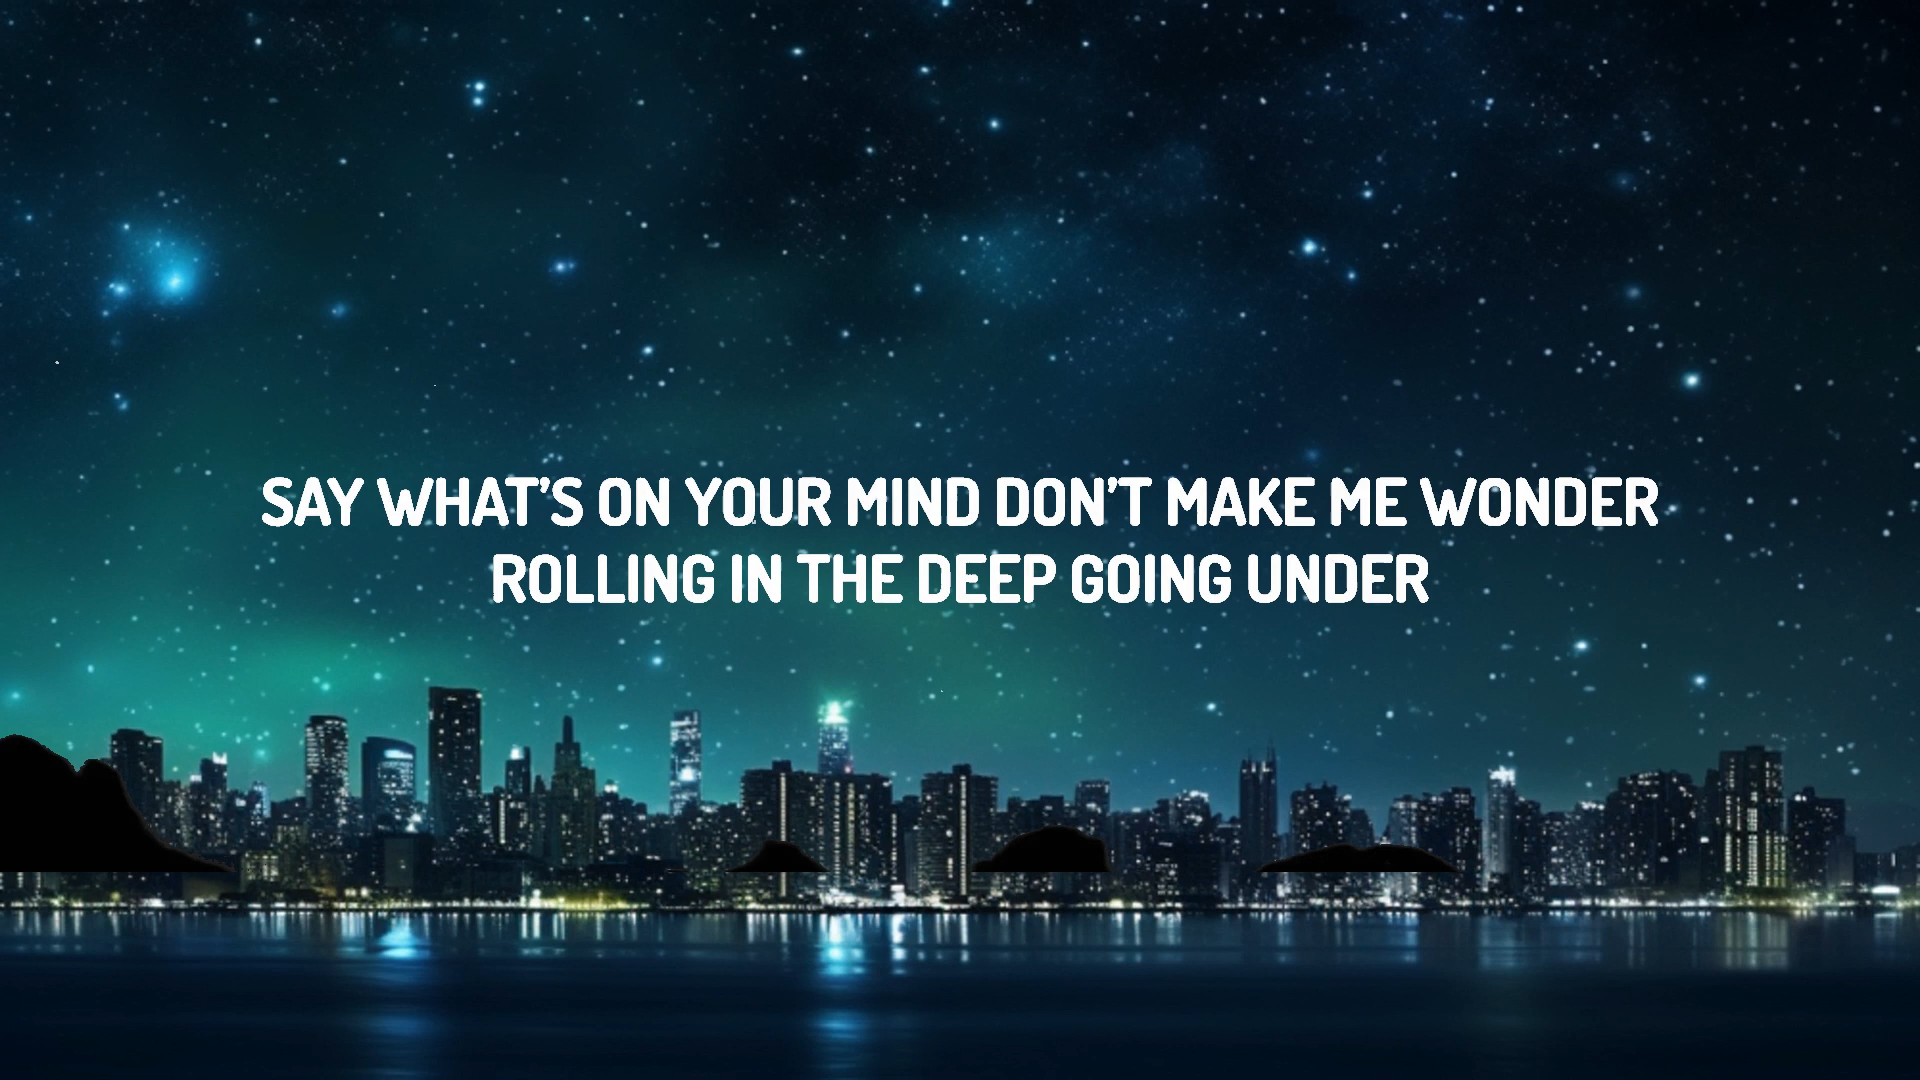 SAY WHAT'S ON YOUR MIND DON'T MAKE ME WONDER
ROLLING IN THE DEEP GOING UNDER